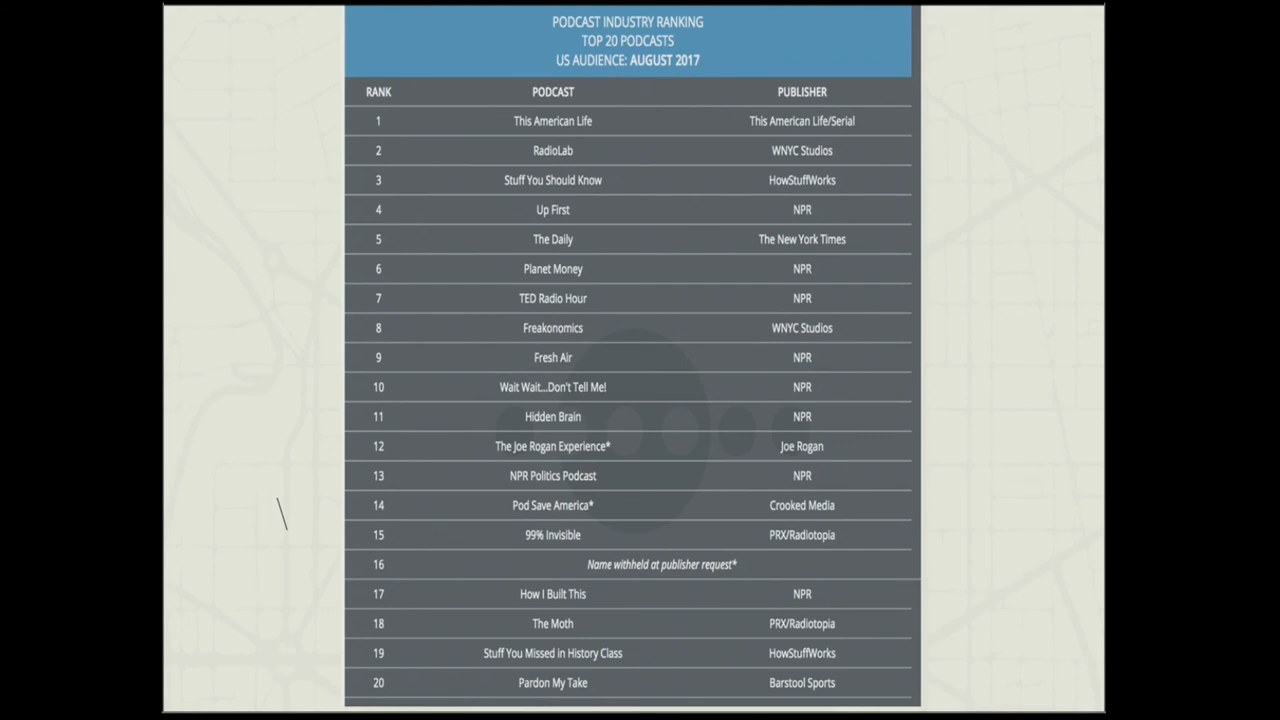 PODCAST INDUSTRY RANKING
TOP 20 PODCASTS
US AUDIENCE: AUGUST 2017
RANK PODCAST PUBLISHER
1 This American Life This American Life/Serial
2 RadioLab WNYC Studios
3 Stuff You Should Know HowStuffWorks
4 Up First NPR
5 The Daily The New York Times
6 Planet Money NPR
7 TED Radio Hour NPR
8 Freakonomics WNYC Studios
9 Fresh Air NPR
10 Wait Wait...Don't Tell Me! NPR
11 Hidden Brain NPR
12 The Joe Rogan Experience* Joe Rogan
13 NPR Politics Podcast NPR
14 Pod Save America* Crooked Media
15 99% Invisible PRX/Radiotopia
16 Name withheld at publisher request*
17 How I Built This NPR
18 The Moth PRX/Radiotopia
19 Stuff You Missed in History Class HowStuffWorks
20 Pardon My Take Barstool Sports